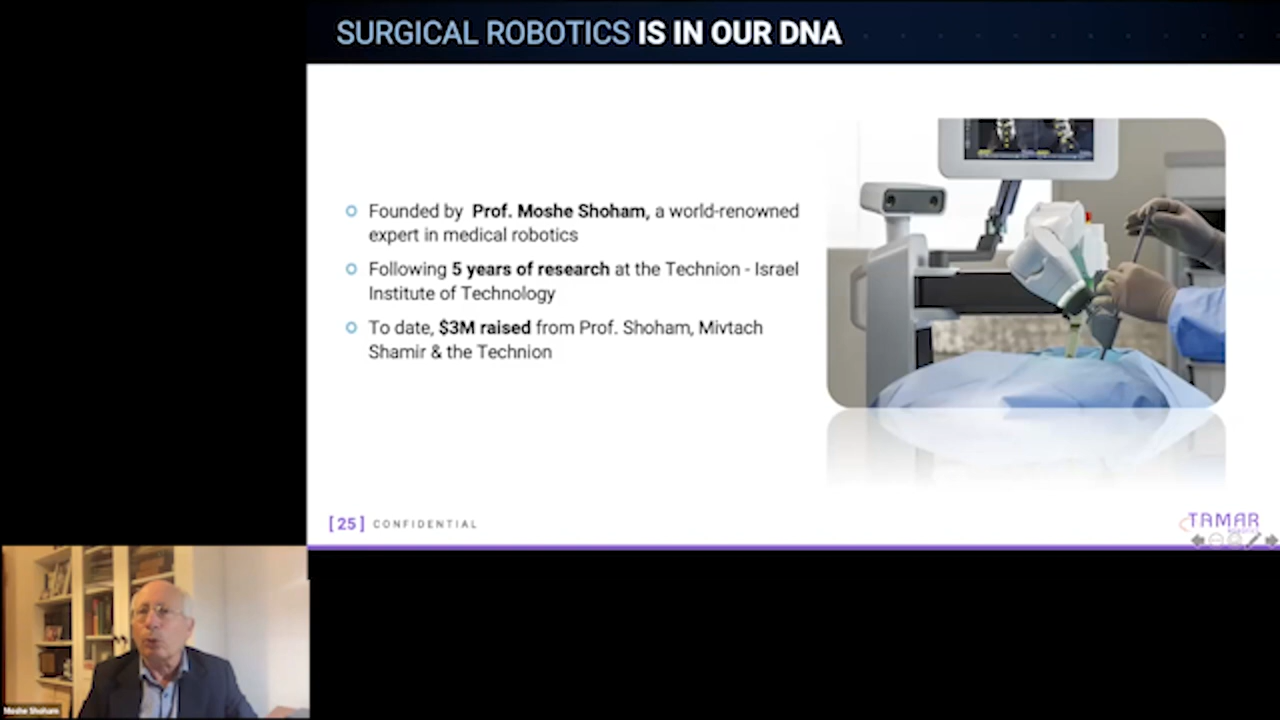 SURGICAL ROBOTICS IS IN OUR DNA
Founded by Prof. Moshe Shoham, a world-renowned
expert in medical robotics
Following 5 years of research at the Technion - Israel
Institute of Technology
To date, $3M raised from Prof. Shoham, Mivtach
Shamir & the Technion
[25] CONFIDENTIAL
TAMAR
Moshe Shoham